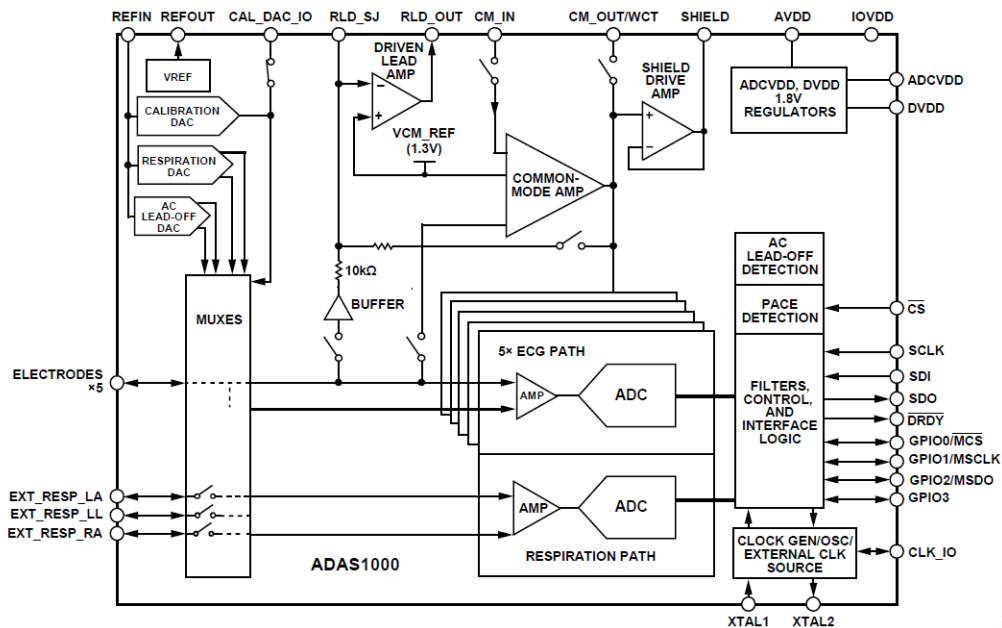 REFIN REFOUT CAL_DAC_IO RLD_SJ RLD_OUT CM_IN CM_OUT/WCT SHIELD AVDD IOVDD
VREF
CALIBRATION
DAC
RESPIRATION
DAC
AC
LEAD-OFF
DAC
DRIVEN
LEAD
AMP
−
+
VCM_REF
(1.3V)
COMMON-
MODE AMP
SHIELD
DRIVE
AMP
+
−
ADCVDD, DVDD
1.8V
REGULATORS
ADCVDD
DVDD
10kΩ
BUFFER
MUXES
AC
LEAD-OFF
DETECTION
PACE
DETECTION
FILTERS,
CONTROL,
AND
INTERFACE
LOGIC
CS
SCLK
SDI
SDO
DRDY
GPIO0/MCS
GPIO1/MSCLK
GPIO2/MSDO
GPIO3
ELECTRODES
×5
5× ECG PATH
AMP
ADC
EXT_RESP_LA
EXT_RESP_LL
EXT_RESP_RA
AMP
ADC
RESPIRATION PATH
ADAS1000
CLOCK GEN/OSC/
EXTERNAL CLK
SOURCE
CLK_IO
XTAL1 XTAL2